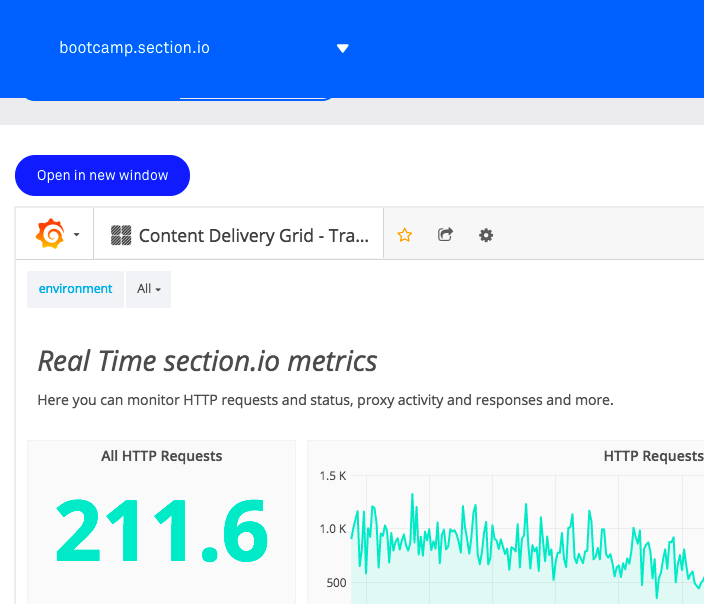 bootcamp.section.io
Open in new window
Content Delivery Grid - Tra...
environment All
Real Time section.io metrics
Here you can monitor HTTP requests and status, proxy activity and responses and more.
All HTTP Requests
211.6
HTTP Requests
1.5 K
1.0 K
500